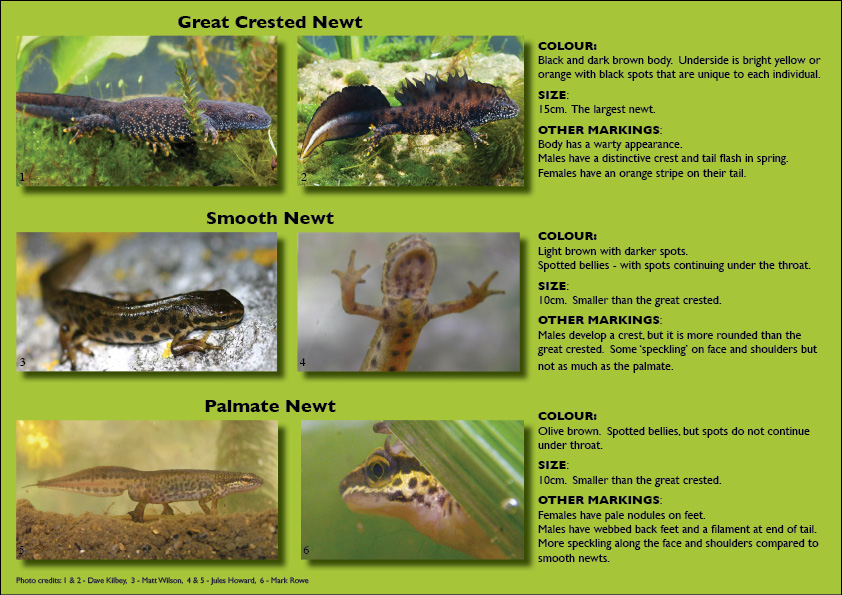 Great Crested Newt
1
2
COLOUR:
Black and dark brown body. Underside is bright yellow or
orange with black spots that are unique to each individual.
SIZE:
15cm. The largest newt.
OTHER MARKINGS:
Body has a warty appearance.
Males have a distinctive crest and tail flash in spring.
Females have an orange stripe on their tail.
Smooth Newt
3
4
COLOUR:
Light brown with darker spots.
Spotted bellies - with spots continuing under the throat.
SIZE:
10cm. Smaller than the great crested.
OTHER MARKINGS:
Males develop a crest, but it is more rounded than the
great crested. Some 'speckling' on face and shoulders but
not as much as the palmate.
Palmate Newt
5
6
COLOUR:
Olive brown. Spotted bellies, but spots do not continue
under throat.
SIZE:
10cm. Smaller than the great crested.
OTHER MARKINGS:
Females have pale nodules on feet.
Males have webbed back feet and a filament at end of tail.
More speckling along the face and shoulders compared to
smooth newts.
Photo credits: 1 & 2 - Dave Kilbey, 3 - Matt Wilson, 4 & 5 - Jules Howard, 6 - Mark Rowe